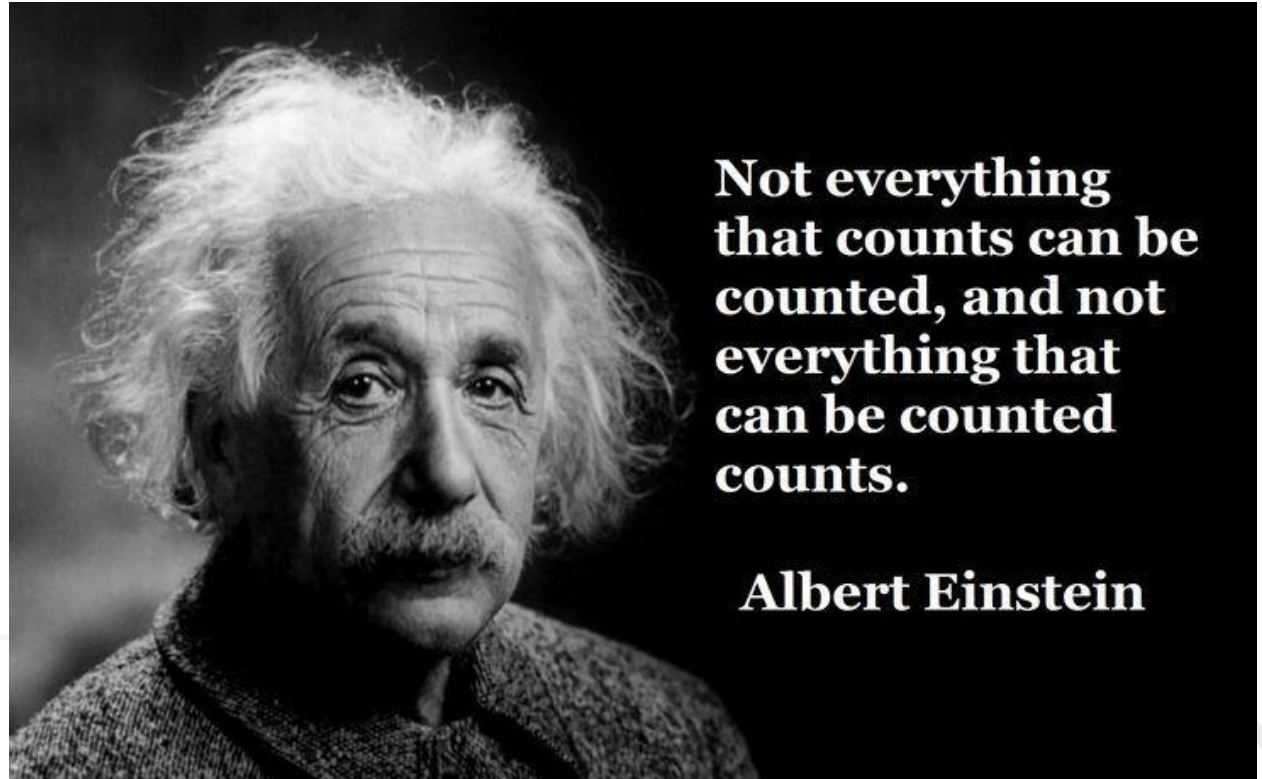 Not everything
that counts can be
counted, and not
everything that
can be counted
counts.
Albert Einstein